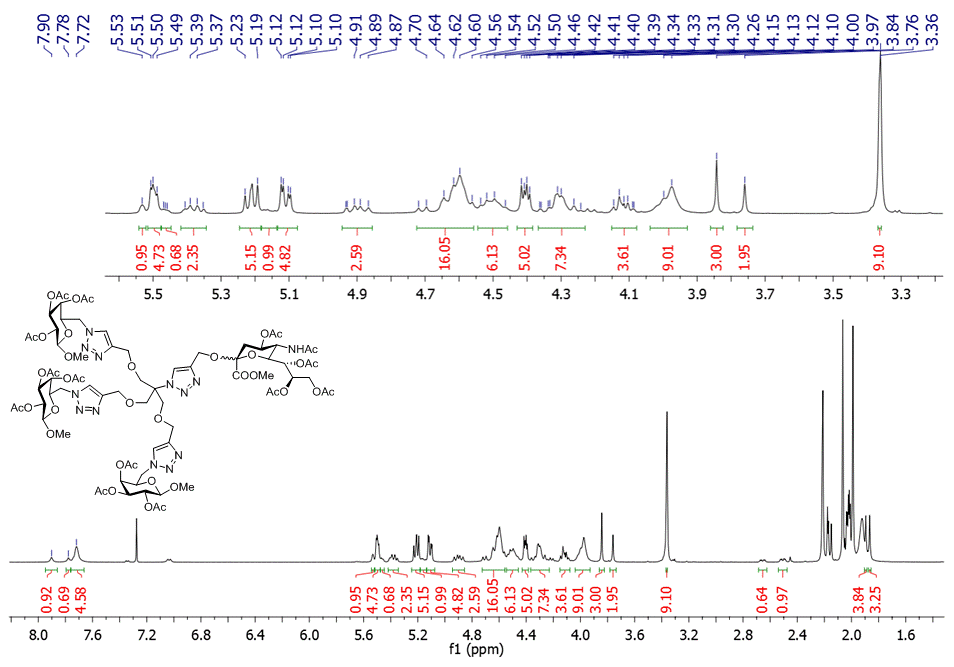 7.90 7.78 7.72 5.53 5.51 5.50 5.49 5.39 5.37 5.23 5.19 5.12 5.12 5.10 5.10 4.91 4.89 4.87 4.70 4.64 4.62 4.60 4.56 4.54 4.52 4.50 4.46 4.42 4.41 4.40 4.39 4.34 4.33 4.31 4.30 4.26 4.15 4.13 4.13 4.12 4.10 4.00 3.97 3.84 3.76 3.36
0.95 4.73 0.68 2.35 5.15 0.99 4.82 2.59 16.05 6.13 5.02 7.34 3.61 9.01 3.00 1.95 9.10
5.5 5.3 5.1 4.9 4.7 4.5 4.3 4.1 3.9 3.7 3.5 3.3
OAc
OAc
AcO
O
OMe
N
N=N
O
OAc
NHAc
OAc
O
O
CO2OMe
AcO
OAc
N
N
N
O
O
OAc
OAc
AcO
O
OMe
N
N=N
O
N
N
N
OAc
AcO
O
OMe
OAc
0.92 0.69 4.58 0.95 4.73 0.68 2.35 5.15 0.99 4.82 2.59 16.05 6.13 5.02 7.34 3.61 9.01 3.00 1.95 9.10 0.64 0.97 3.84 3.25
8.0 7.6 7.2 6.8 6.4 6.0 5.6 5.2 4.8 4.4 4.0 3.6 3.2 2.8 2.4 2.0 1.6
f1 (ppm)